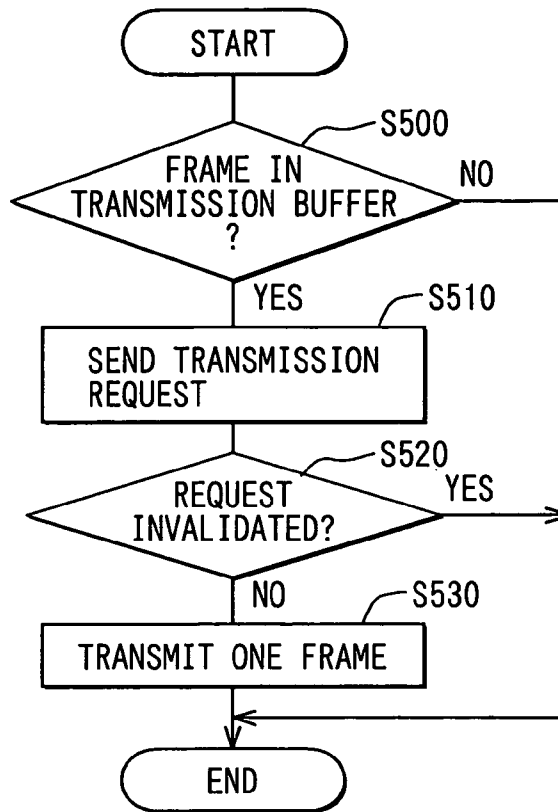 START
S500
FRAME IN
TRANSMISSION BUFFER
?
NO
YES
S510
SEND TRANSMISSION
REQUEST
S520
REQUEST
INVALIDATED?
YES
NO
S530
TRANSMIT ONE FRAME
END